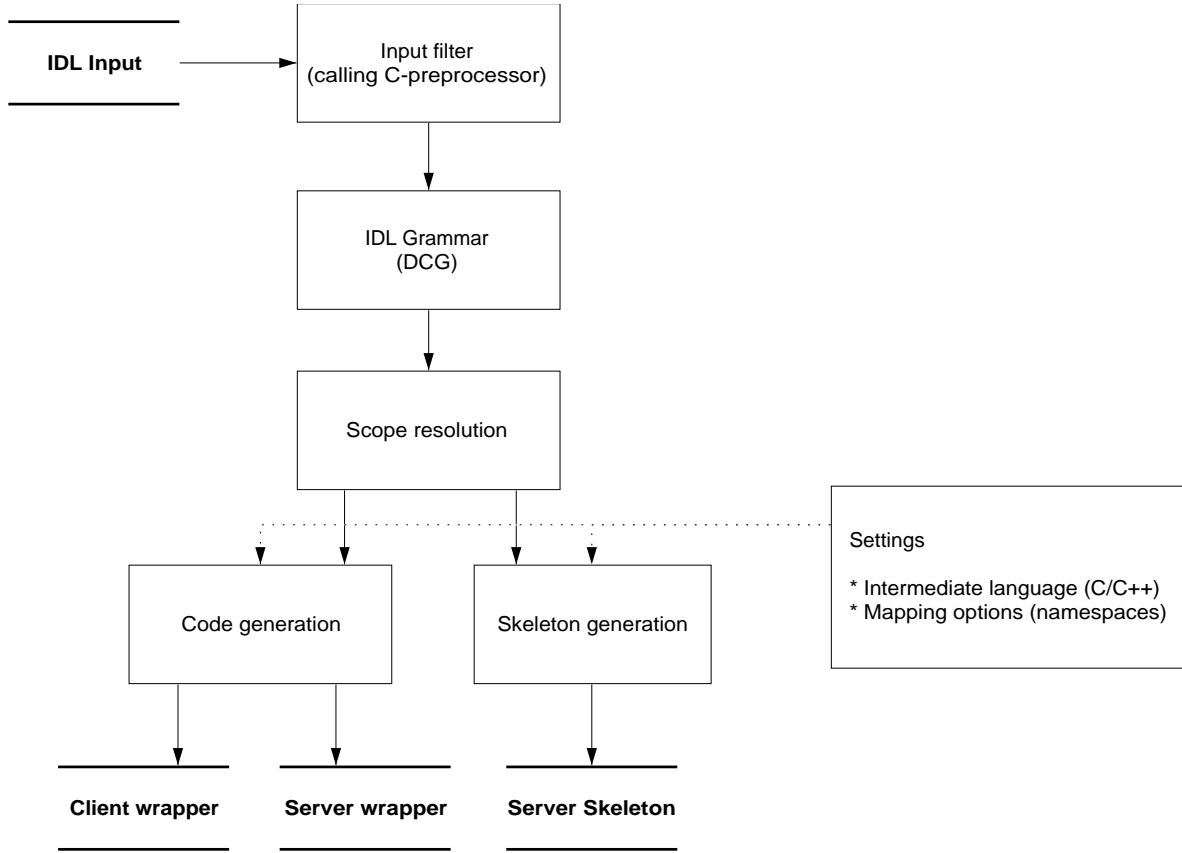 IDL Input
Input filter
(calling C-preprocessor)
IDL Grammar
(DCG)
Scope resolution
Settings
* Intermediate language (C/C++)
* Mapping options (namespaces)
Code generation
Skeleton generation
Client wrapper
Server wrapper
Server Skeleton